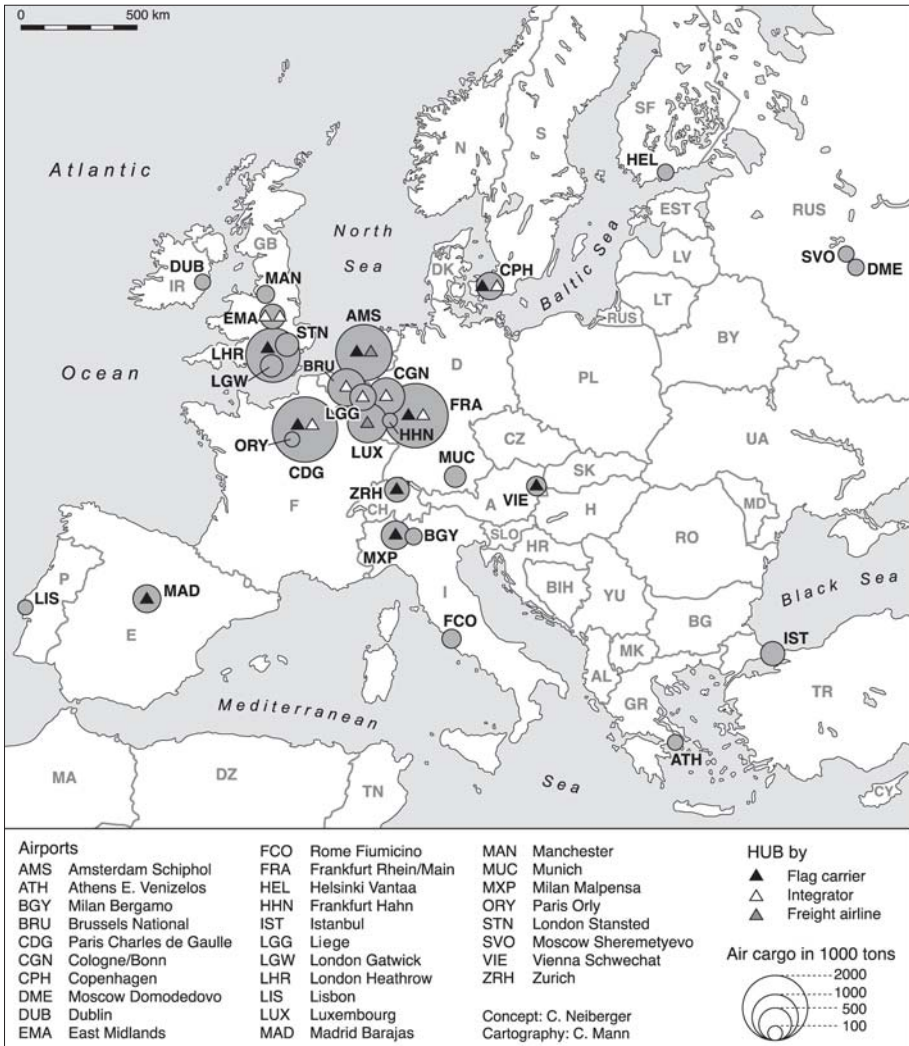 0 500 km
Atlantic
Ocean
North
Sea
Baltic Sea
Black Sea
Mediterranean
Sea
N
S
SF
HEL
EST
RUS
SVO
DME
LV
LT
RUS
BY
GB
DUB
IR
MAN
EMA
STN
LHR
LGW
DK
CPH
AMS
BRU
CGN
D
PL
LGG
FRA
HHN
LUX
ORY
CDG
MUC
CZ
UA
SK
ZRH
CH
A
VIE
H
MD
F
MXP
BGY
SLO
HR
RO
BIH
YU
P
LIS
MAD
E
I
FCO
BG
MK
AL
IST
TR
GR
ATH
CY
MA
DZ
TN
Airports
AMS Amsterdam Schiphol
ATH Athens E. Venizelos
BGY Milan Bergamo
BRU Brussels National
CDG Paris Charles de Gaulle
CGN Cologne/Bonn
CPH Copenhagen
DME Moscow Domodedovo
DUB Dublin
EMA East Midlands
FCO Rome Fiumicino
FRA Frankfurt Rhein/Main
HEL Helsinki Vantaa
HHN Frankfurt Hahn
IST Istanbul
LGG Liege
LGW London Gatwick
LHR London Heathrow
LIS Lisbon
LUX Luxembourg
MAD Madrid Barajas
MAN Manchester
MUC Munich
MXP Milan Malpensa
ORY Paris Orly
STN London Stansted
SVO Moscow Sheremetyevo
VIE Vienna Schwechat
ZRH Zurich
Concept: C. Neiberger
Cartography: C. Mann
HUB by
Flag carrier
Integrator
Freight airline
Air cargo in 1000 tons
2000
1000
500
100